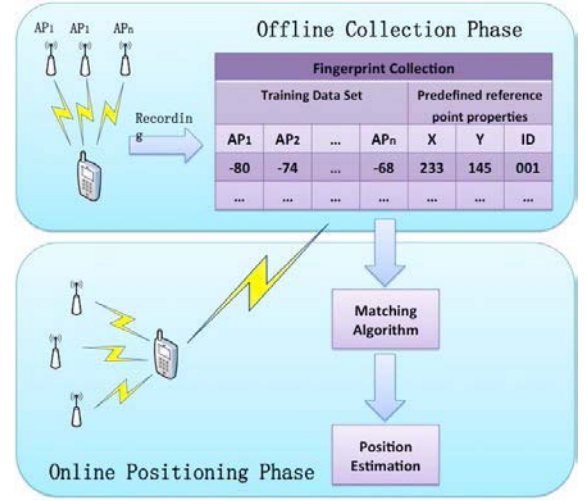 Offline Collection Phase
AP1 AP1 APn
Recordin
g
Fingerprint Collection
Training Data Set
Predefined reference
point properties
AP1 AP2 ... APn X Y ID
-80 -74 ... -68 233 145 001
... ... ... ... ... ... ...
Matching
Algorithm
Position
Estimation
Online Positioning Phase